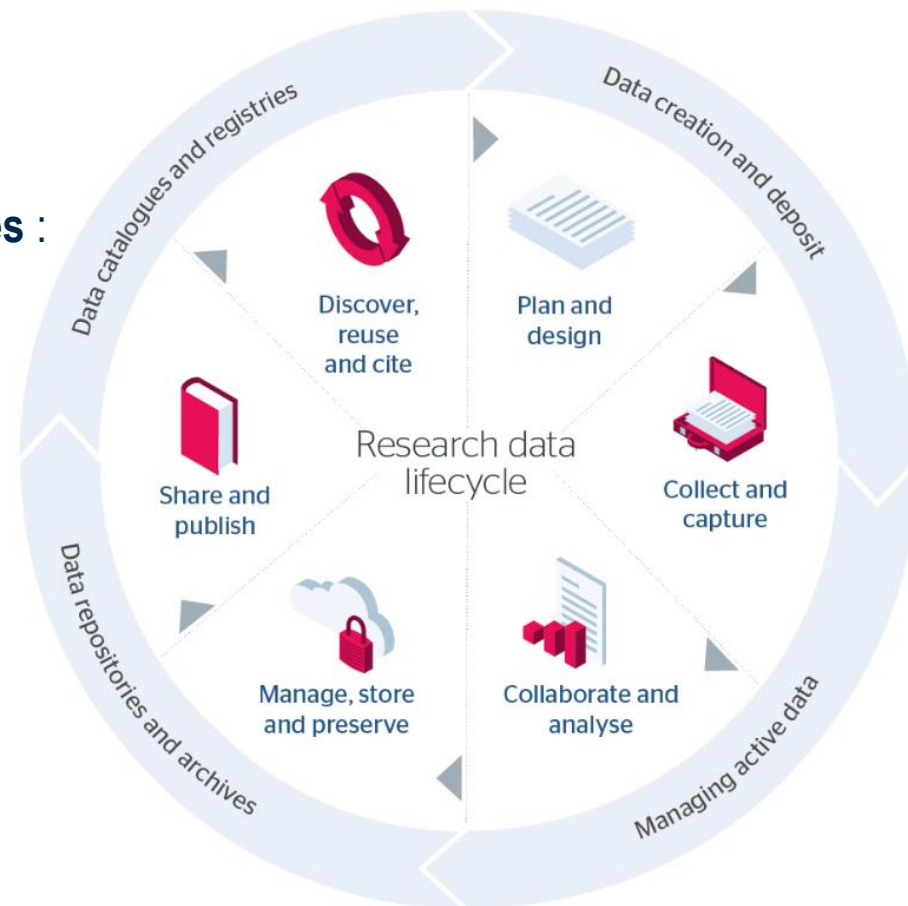 es :
Data catalogues and registries
Data creation and deposit
Discover,
reuse
and cite
Plan and
design
Research data
lifecycle
Share and
publish
Collect and
capture
Manage, store
and preserve
Collaborate and
analyse
Data repositories and archives
Managing active data